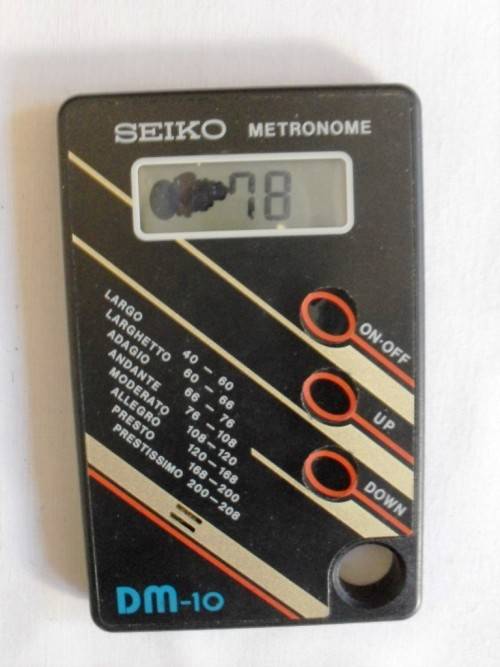 SEIKO METRONOME
78
ON·OFF
UP
DOWN
LARGO 40 — 60
LARGHETTO 60 — 66
ADAGIO 66 — 76
ANDANTE 76 — 108
MODERATO 108 — 120
ALLEGRO 120 — 168
PRESTO 168 — 200
PRESTISSIMO 200 — 208
DM-10